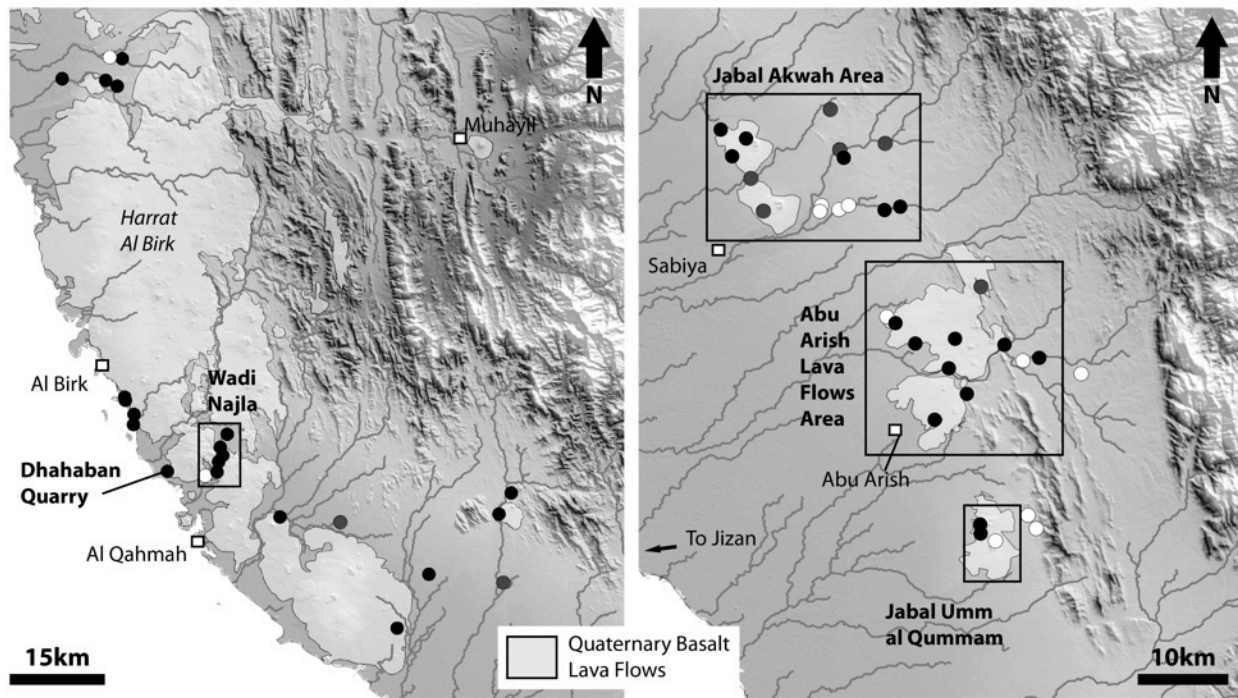 N
Muhayil
Harrat
Al Birk
Al Birk
Wadi
Najla
Dhahaban
Quarry
Al Qahmah
15km
Quaternary Basalt
Lava Flows
N
Jabal Akwah Area
Sabiya
Abu
Arish
Lava
Flows
Area
Abu Arish
To Jizan
Jabal Umm
al Qummam
10km